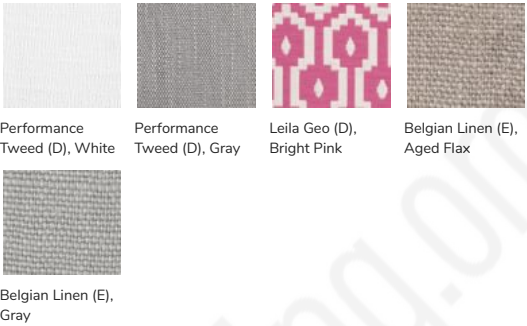 Performance
Tweed (D), White
Performance
Tweed (D), Gray
Leila Geo (D),
Bright Pink
Belgian Linen (E),
Aged Flax
Belgian Linen (E),
Gray